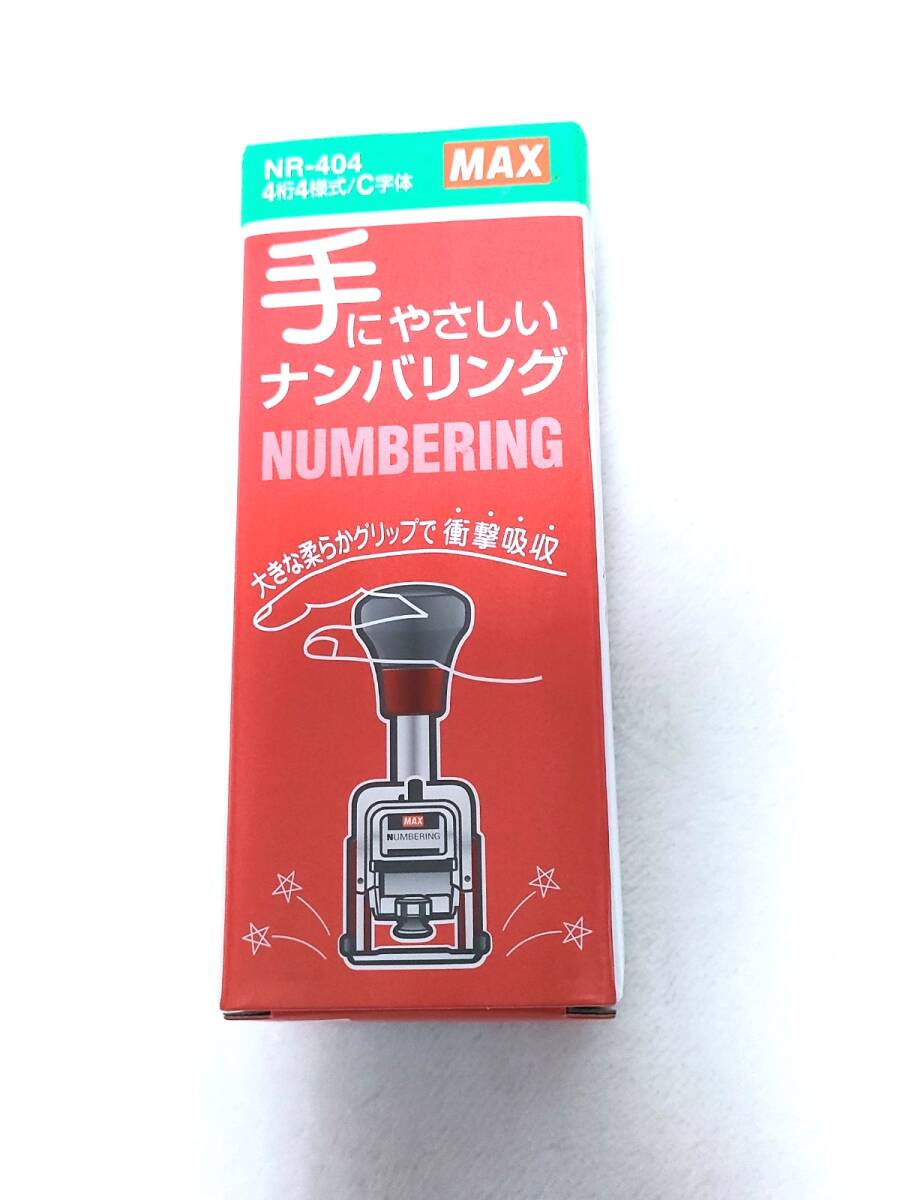 NR-404
4桁4様式/C字体
MAX
手にやさしい
ナンバリング
NUMBERING
大きな柔らかグリップで衝撃吸収
MAX
NUMBERING